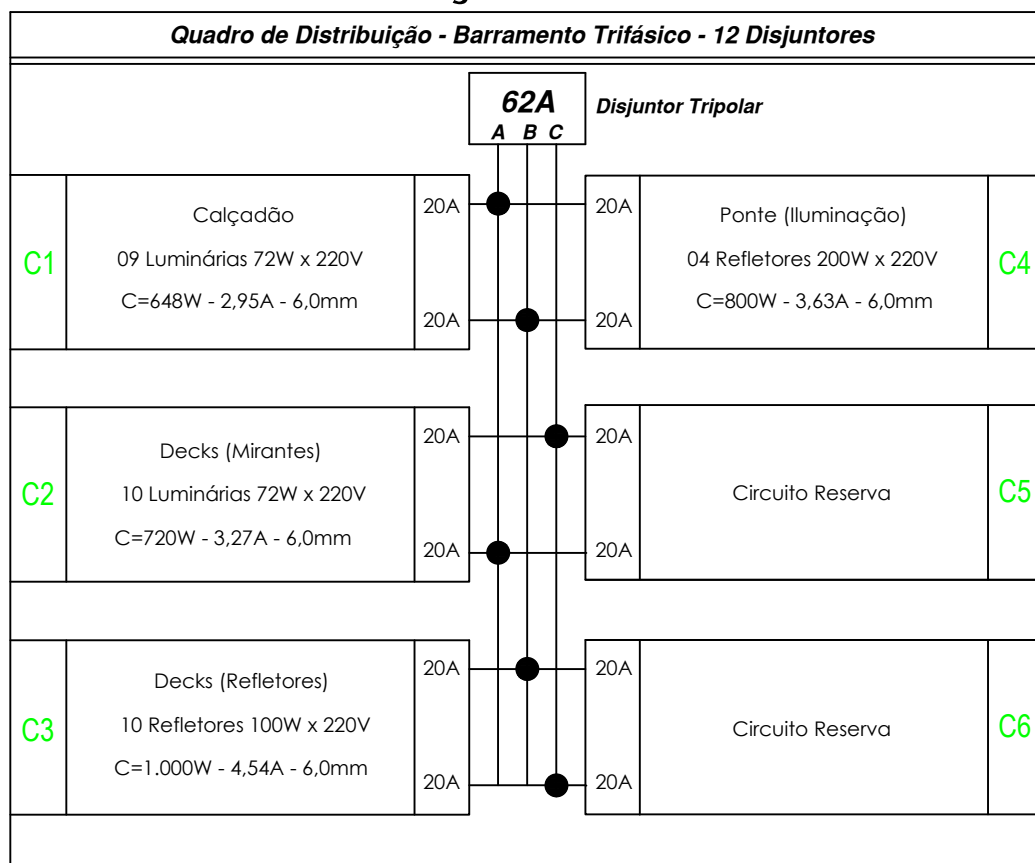 Quadro de Distribuição - Barramento Trifásico - 12 Disjuntores
62A
A B C
Disjuntor Tripolar
C1
Calçadão
09 Luminárias 72W x 220V
C=648W - 2,95A - 6,0mm
20A
20A
20A
20A
Ponte (Iluminação)
04 Refletores 200W x 220V
C=800W - 3,63A - 6,0mm
C4
C2
Decks (Mirantes)
10 Luminárias 72W x 220V
C=720W - 3,27A - 6,0mm
20A
20A
20A
20A
Circuito Reserva
C5
C3
Decks (Refletores)
10 Refletores 100W x 220V
C=1.000W - 4,54A - 6,0mm
20A
20A
20A
20A
Circuito Reserva
C6